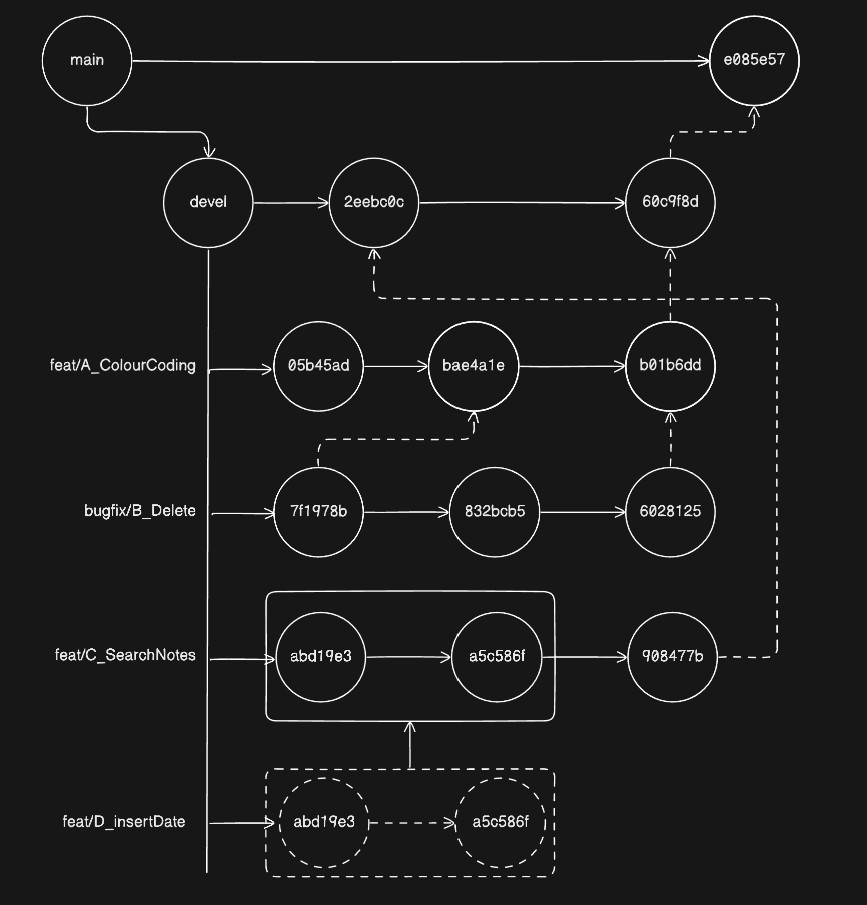 main
e085e57
devel
2eebc0c
60c9f8d
feat/A_ColourCoding
05b45ad
bae4a1e
b01b6dd
bugfix/B_Delete
7f1978b
832bcb5
6028125
feat/C_SearchNotes
abd19e3
a5c586f
908477b
feat/D_insertDate
abd19e3
a5c586f